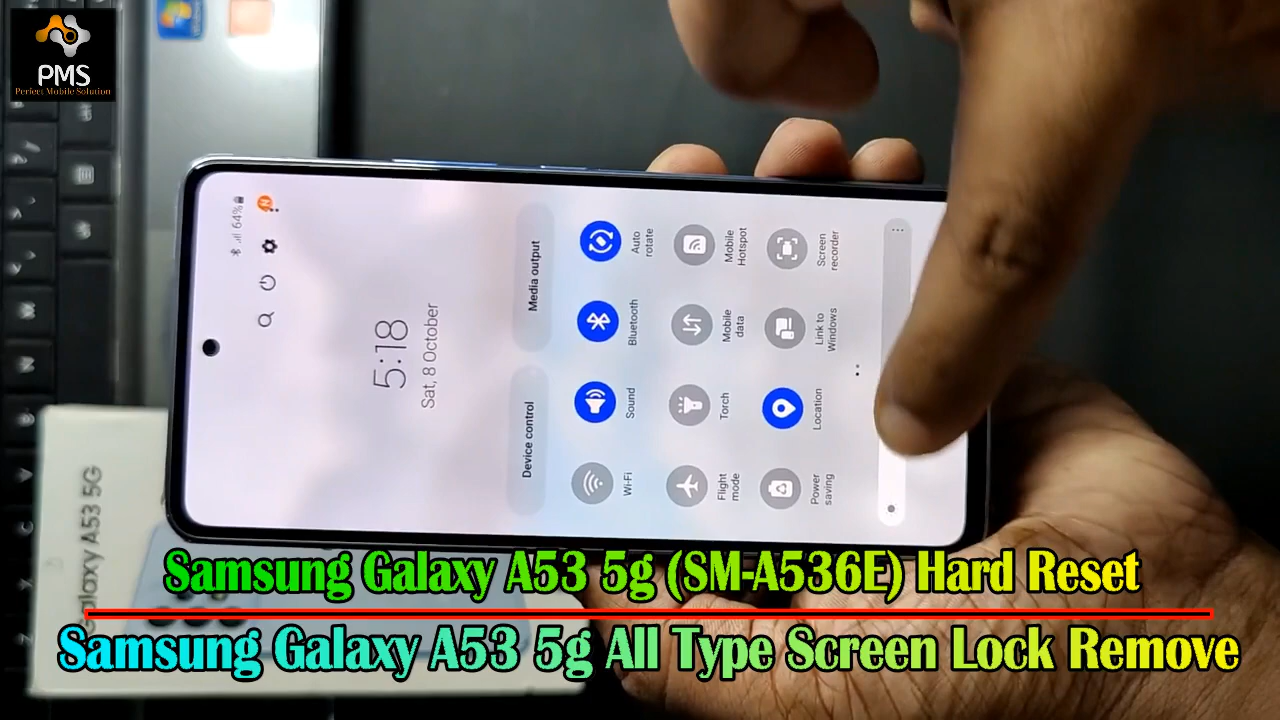 PMS
Perfect Mobile Solution
64%
5:18
Sat, 8 October
Device control
Media output
Wi-Fi
Sound
Bluetooth
Auto
rotate
Flight
mode
Torch
Mobile
data
Mobile
Hotspot
Power
saving
Location
Link to
Windows
Screen
recorder
Galaxy A53 5G
Samsung Galaxy A53 5g (SM-A536E) Hard Reset
Samsung Galaxy A53 5g All Type Screen Lock Remove